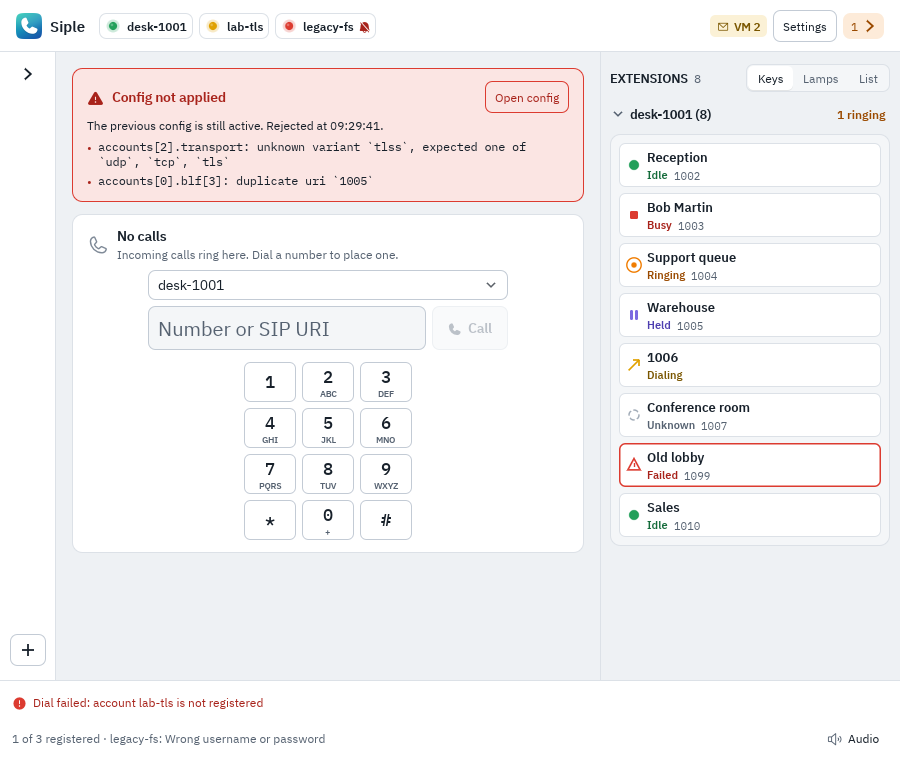 Siple
desk-1001
lab-tls
legacy-fs
VM 2
Settings
1
Config not applied
Open config
The previous config is still active. Rejected at 09:29:41.
• accounts[2].transport: unknown variant `tlss`, expected one of
`udp`, `tcp`, `tls`
• accounts[0].blf[3]: duplicate uri `1005`
No calls
Incoming calls ring here. Dial a number to place one.
desk-1001
Number or SIP URI
Call
1
2
ABC
3
DEF
4
GHI
5
JKL
6
MNO
7
PQRS
8
TUV
9
WXYZ
*
0
+
#
EXTENSIONS 8
Keys
Lamps
List
desk-1001 (8)
1 ringing
Reception
Idle 1002
Bob Martin
Busy 1003
Support queue
Ringing 1004
Warehouse
Held 1005
1006
Dialing
Conference room
Unknown 1007
Old lobby
Failed 1099
Sales
Idle 1010
+
Dial failed: account lab-tls is not registered
1 of 3 registered · legacy-fs: Wrong username or password
Audio